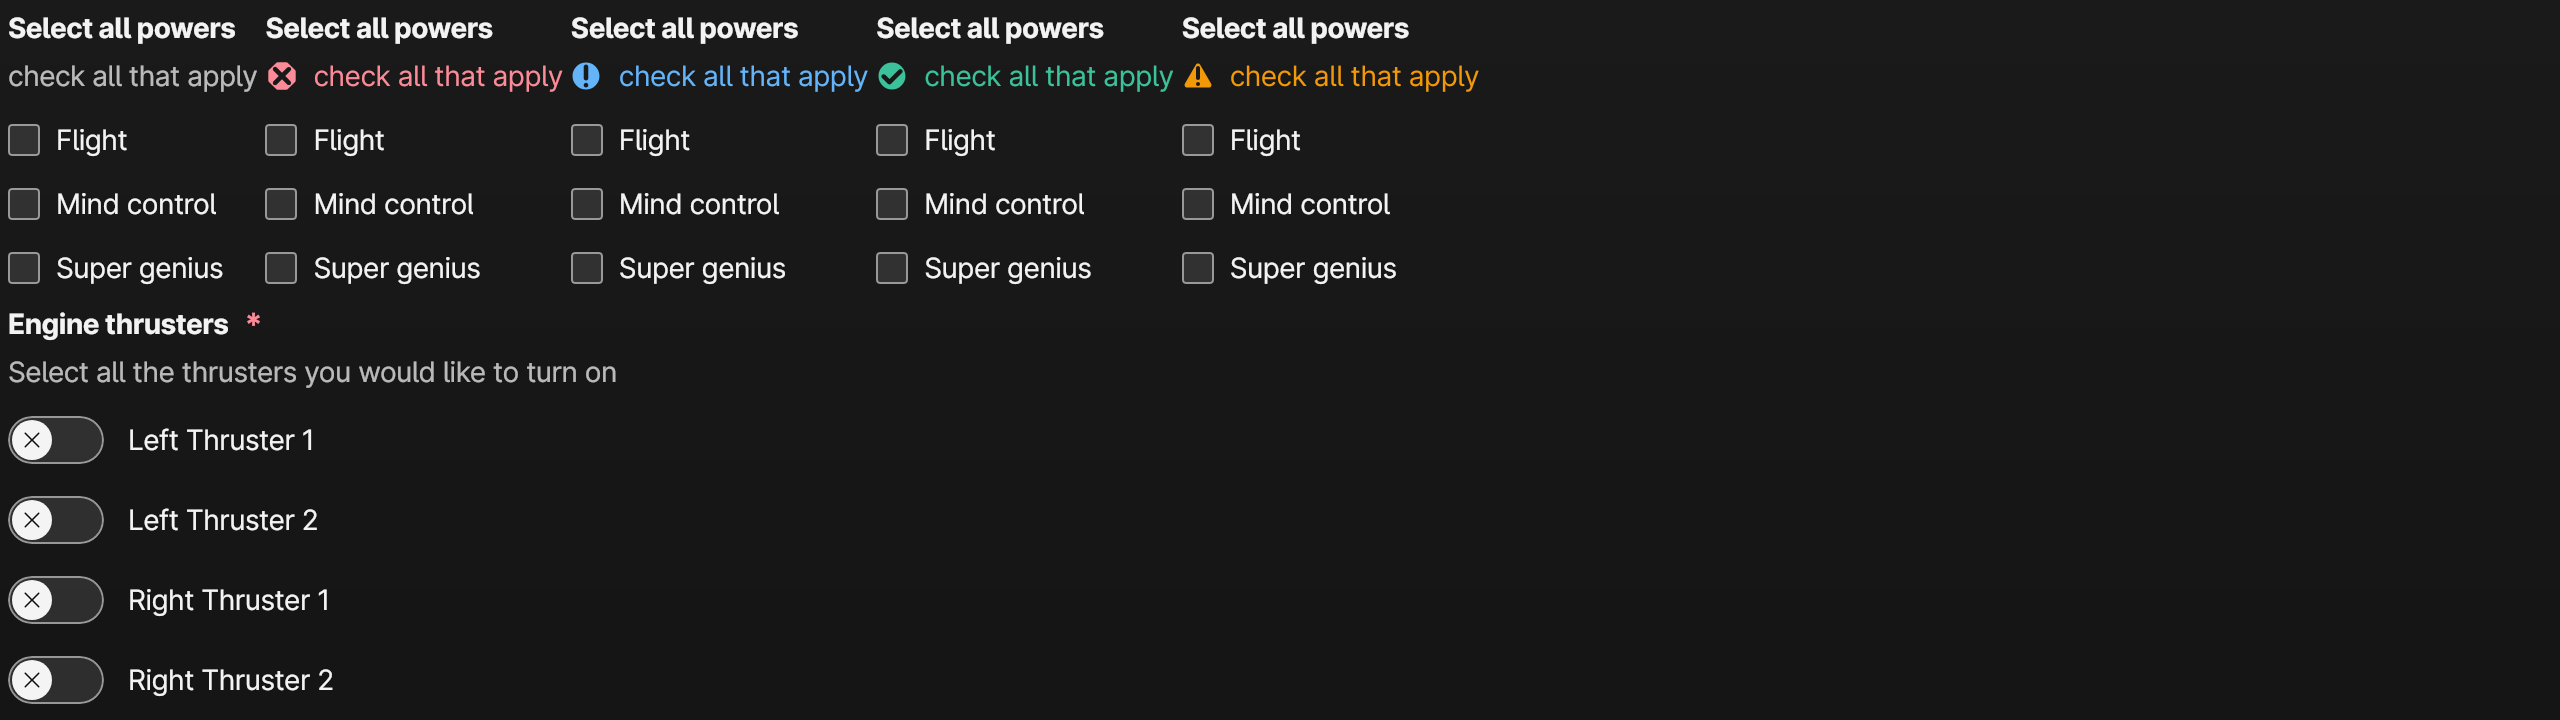 Select all powers Select all powers Select all powers Select all powers Select all powers
check all that apply check all that apply check all that apply check all that apply check all that apply
Flight Flight Flight Flight Flight
Mind control Mind control Mind control Mind control Mind control
Super genius Super genius Super genius Super genius Super genius
Engine thrusters *
Select all the thrusters you would like to turn on
Left Thruster 1
Left Thruster 2
Right Thruster 1
Right Thruster 2